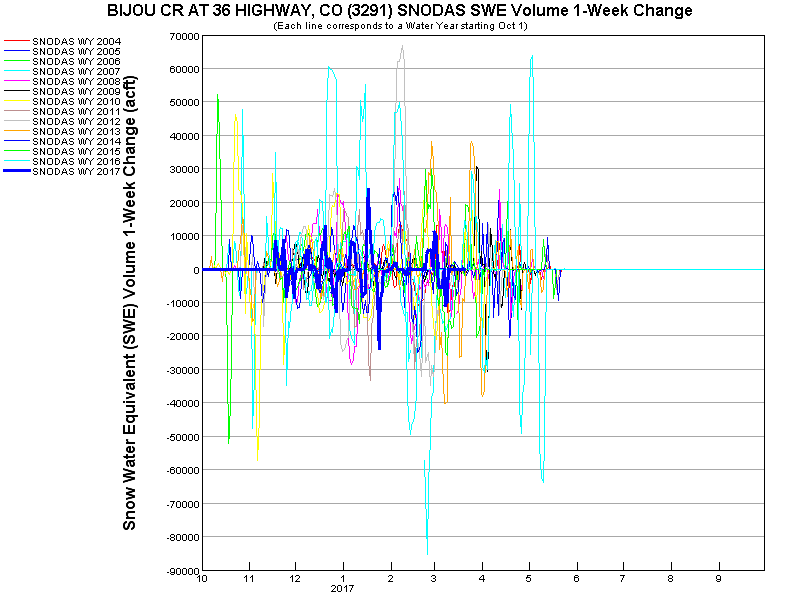 BIJOU CR AT 36 HIGHWAY, CO (3291) SNODAS SWE Volume 1-Week Change
(Each line corresponds to a Water Year starting Oct 1)
SNODAS WY 2004
SNODAS WY 2005
SNODAS WY 2006
SNODAS WY 2007
SNODAS WY 2008
SNODAS WY 2009
SNODAS WY 2010
SNODAS WY 2011
SNODAS WY 2012
SNODAS WY 2013
SNODAS WY 2014
SNODAS WY 2015
SNODAS WY 2016
SNODAS WY 2017
Snow Water Equivalent (SWE) Volume 1-Week Change (acft)
70000
60000
50000
40000
30000
20000
10000
0
-10000
-20000
-30000
-40000
-50000
-60000
-70000
-80000
-90000
10 11 12 1 2 3 4 5 6 7 8 9
2017